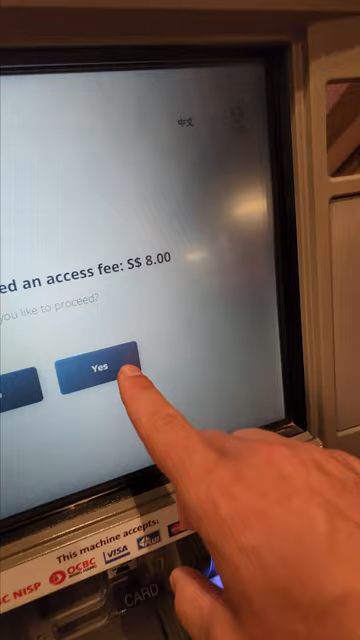 中文
ed an access fee: S$ 8.00
you like to proceed?
Yes
This machine accepts:
C NISP OCBC VISA
CARD